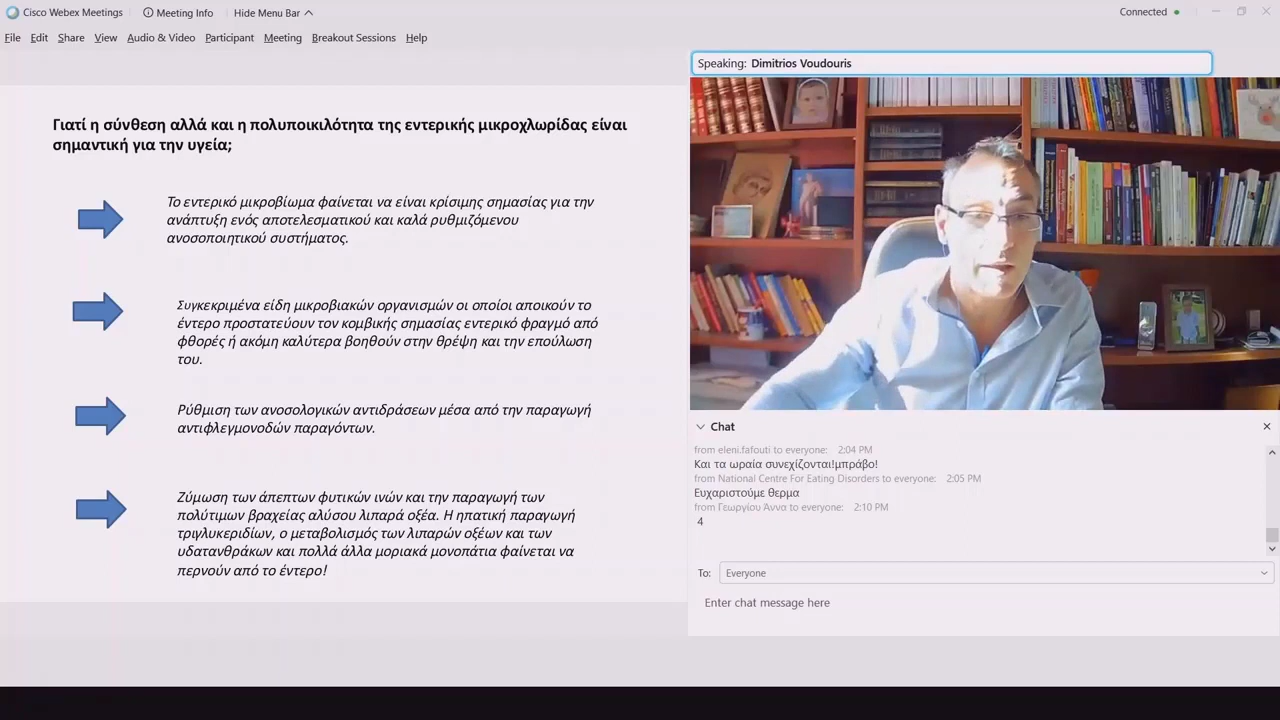 Cisco Webex Meetings
Meeting Info
Hide Menu Bar
Connected
File Edit Share View Audio & Video Participant Meeting Breakout Sessions Help
Γιατί η σύνθεση αλλά και η πολυποικιλότητα της εντερικής μικροχλωρίδας είναι
σημαντική για την υγεία;
Το εντερικό μικροβίωμα φαίνεται να είναι κρίσιμης σημασίας για την
ανάπτυξη ενός αποτελεσματικού και καλά ρυθμιζόμενου
ανοσοποιητικού συστήματος.
Συγκεκριμένα είδη μικροβιακών οργανισμών οι οποίοι αποικούν το
έντερο προστατεύουν τον κομβικής σημασίας εντερικό φραγμό από
φθορές ή ακόμη καλύτερα βοηθούν στην θρέψη και την επούλωση
του.
Ρύθμιση των ανοσολογικών αντιδράσεων μέσα από την παραγωγή
αντιφλεγμονοδών παραγόντων.
Ζύμωση των άπεπτων φυτικών ινών και την παραγωγή των
πολύτιμων βραχείας αλύσου λιπαρά οξέα. Η ηπατική παραγωγή
τριγλυκεριδίων, ο μεταβολισμός των λιπαρών οξέων και των
υδατανθράκων και πολλά άλλα μοριακά μονοπάτια φαίνεται να
περνούν από το έντερο!
Speaking: Dimitrios Voudouris
Chat
from eleni.fafouti to everyone: 2:04 PM
Και τα ωραία συνεχίζονται!μπράβο!
from National Centre For Eating Disorders to everyone: 2:05 PM
Ευχαριστούμε θερμα
from Γεωργίου Άννα to everyone: 2:10 PM
4
To: Everyone
Enter chat message here